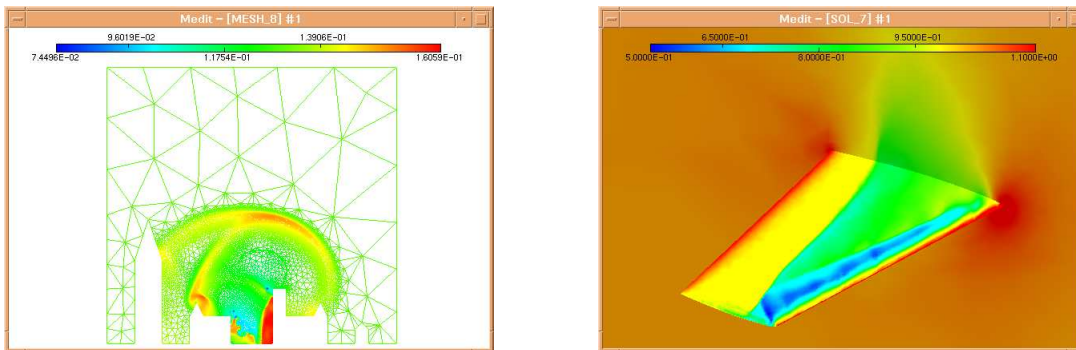 Medit - [MESH_8] #1
9.6019E-02 1.3906E-01
7.4496E-02 1.1754E-01 1.6059E-01
Medit - [SOL_7] #1
6.5000E-01 9.5000E-01
5.0000E-01 8.0000E-01 1.1000E+00